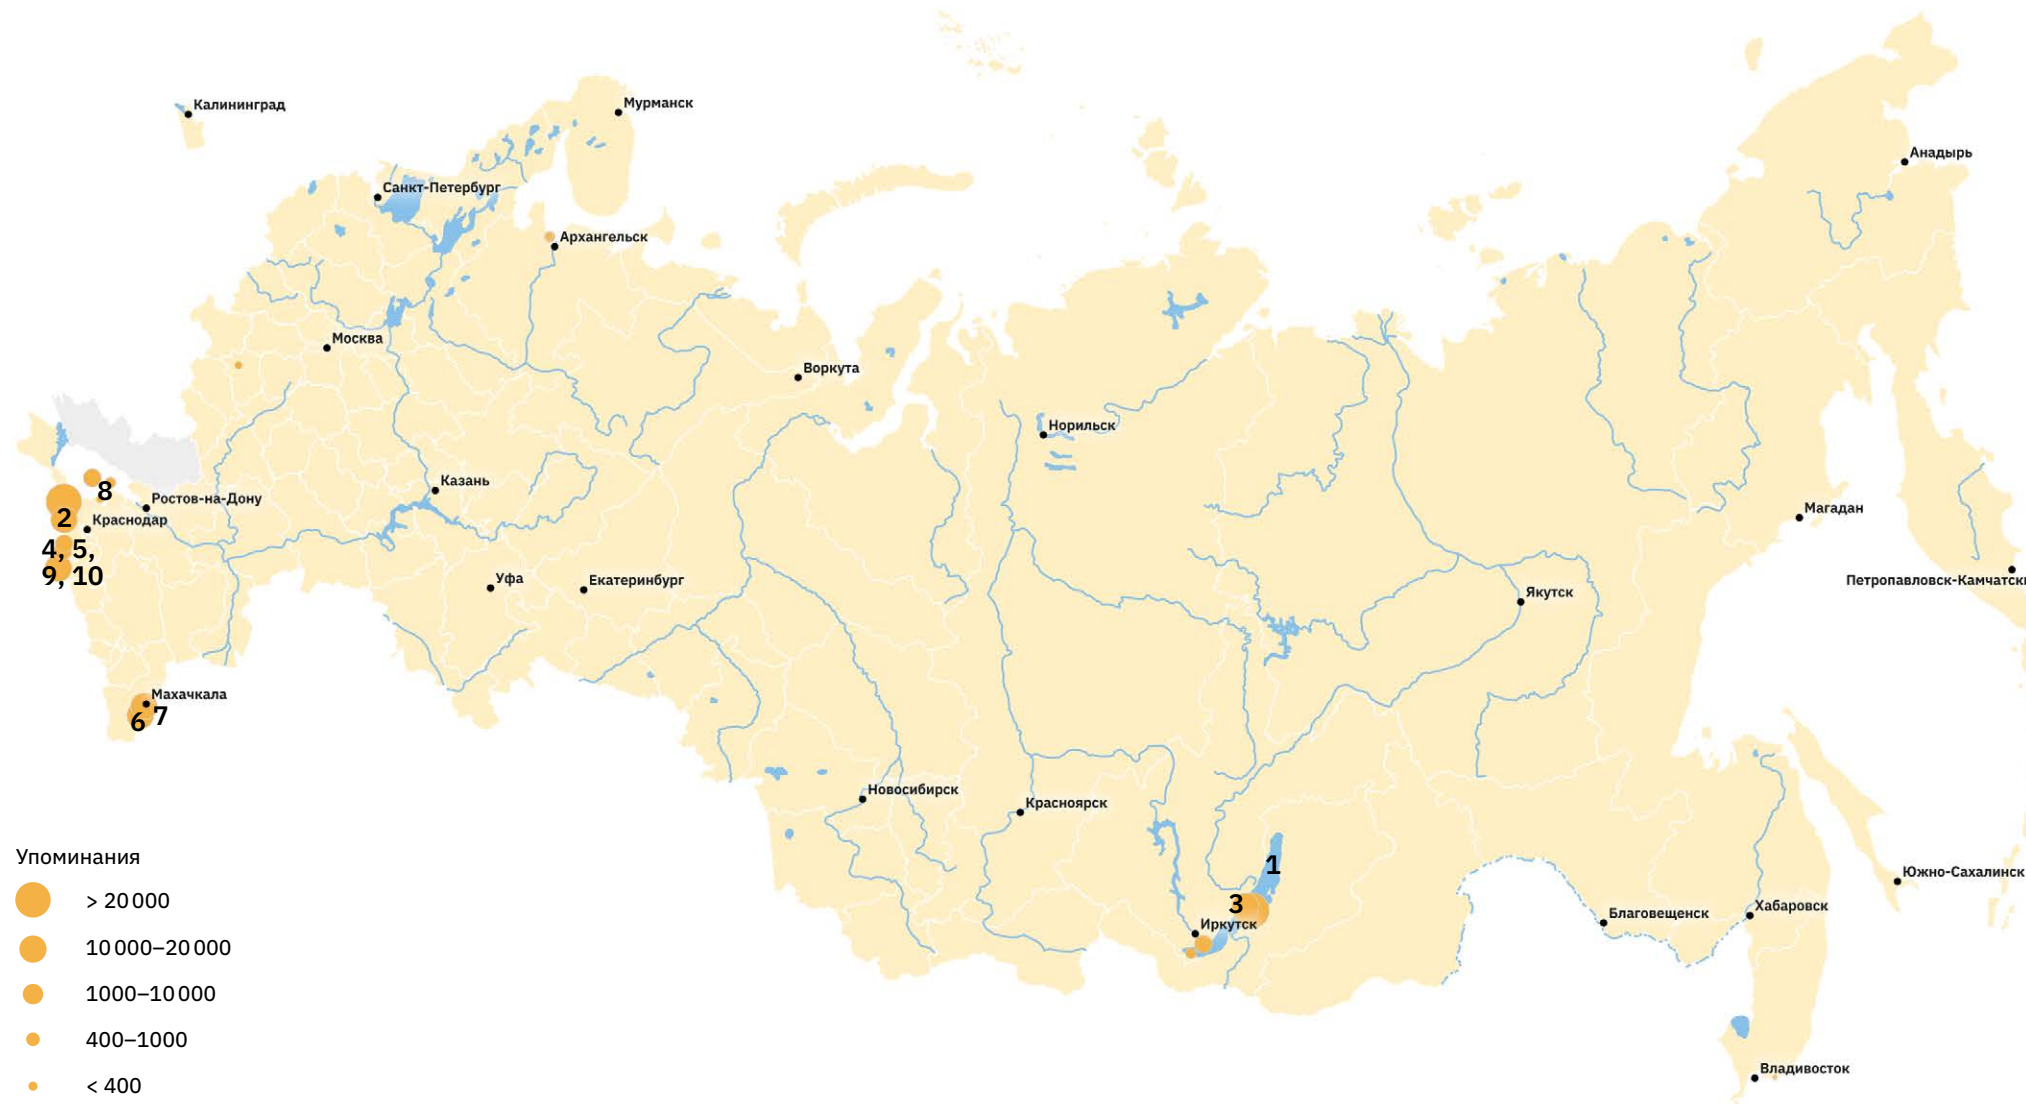 Калининград
Мурманск
Анадырь
Санкт-Петербург
Архангельск
Москва
Воркута
Норильск
Казань
8
Ростов-на-Дону
2
Краснодар
Магадан
4, 5,
9, 10
Уфа
Екатеринбург
Якутск
Петропавловск-Камчатски
Махачкала
6
7
Новосибирск
Красноярск
1
3
Иркутск
Южно-Сахалинск
Благовещенск
Хабаровск
Владивосток
Упоминания
> 20 000
10 000–20 000
1000–10 000
400–1000
< 400